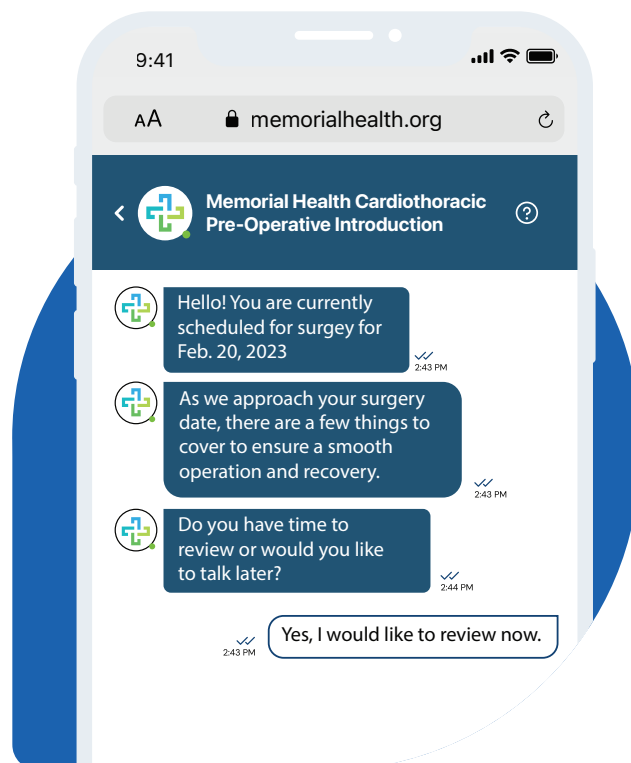 9:41
AA memorialhealth.org
Memorial Health Cardiothoracic
Pre-Operative Introduction
?
Hello! You are currently
scheduled for surgey for
Feb. 20, 2023
2:43 PM
As we approach your surgery
date, there are a few things to
cover to ensure a smooth
operation and recovery.
2:43 PM
Do you have time to
review or would you like
to talk later?
2:44 PM
Yes, I would like to review now.
2:43 PM